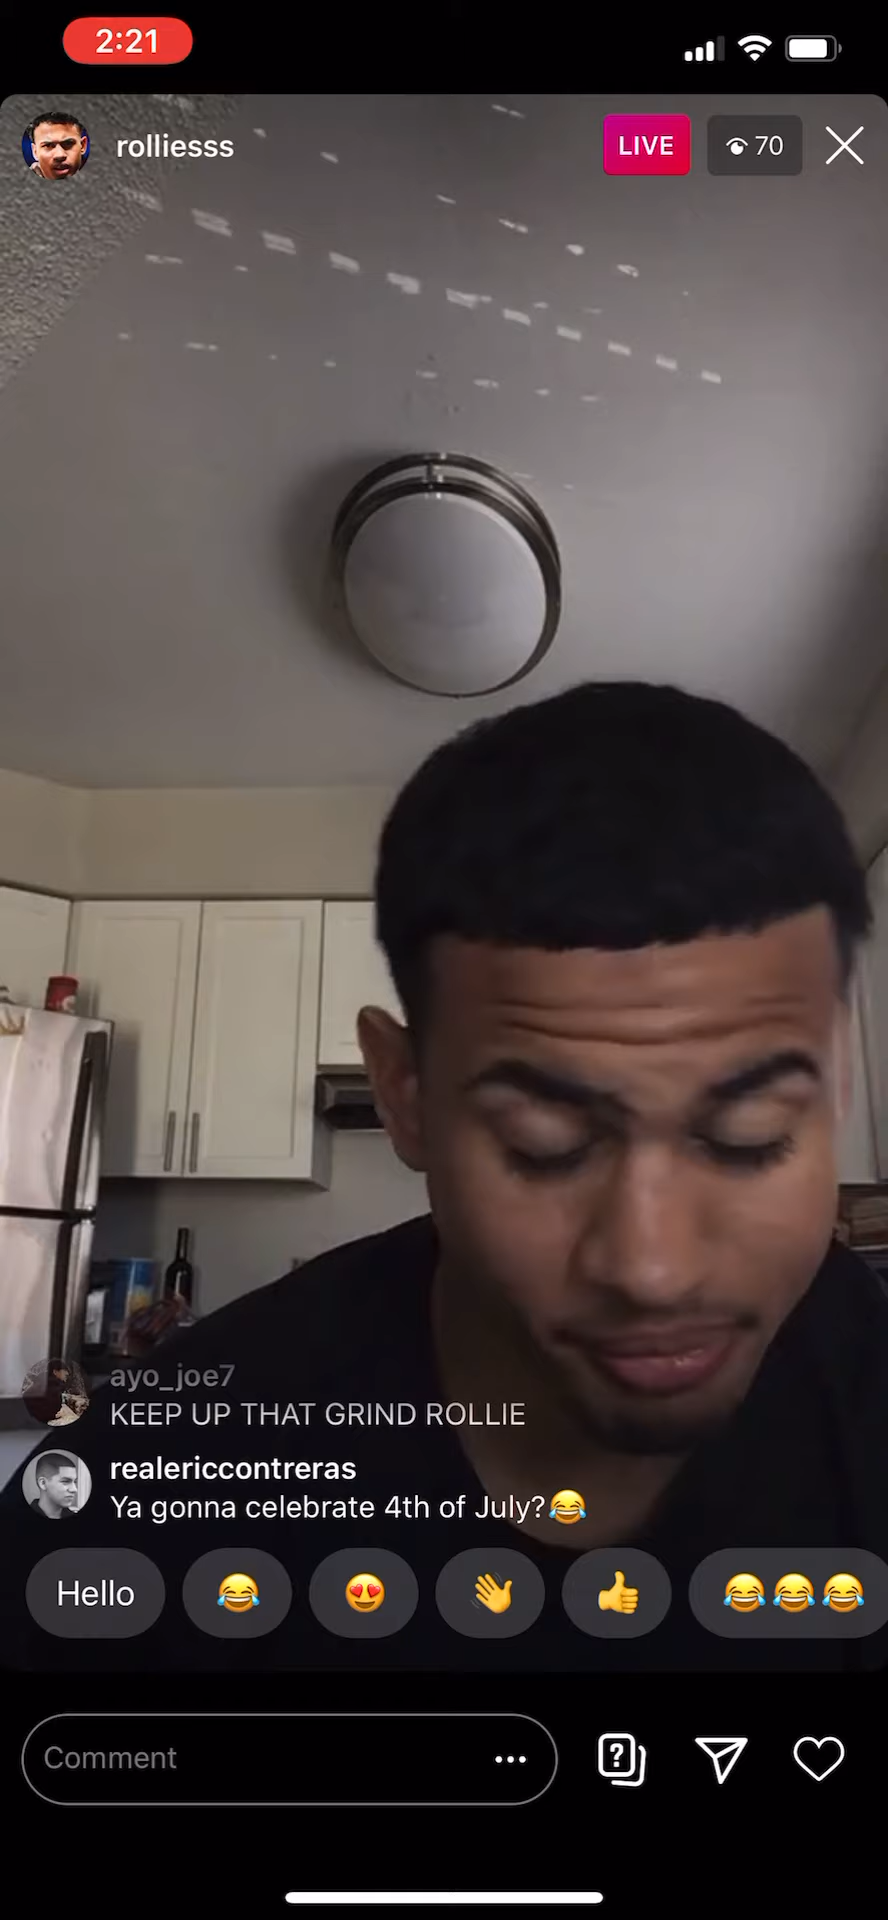 2:21
rolliesss
LIVE
70
ayo_joe7
KEEP UP THAT GRIND ROLLIE
realericcontreras
Ya gonna celebrate 4th of July?😂
Hello
Comment